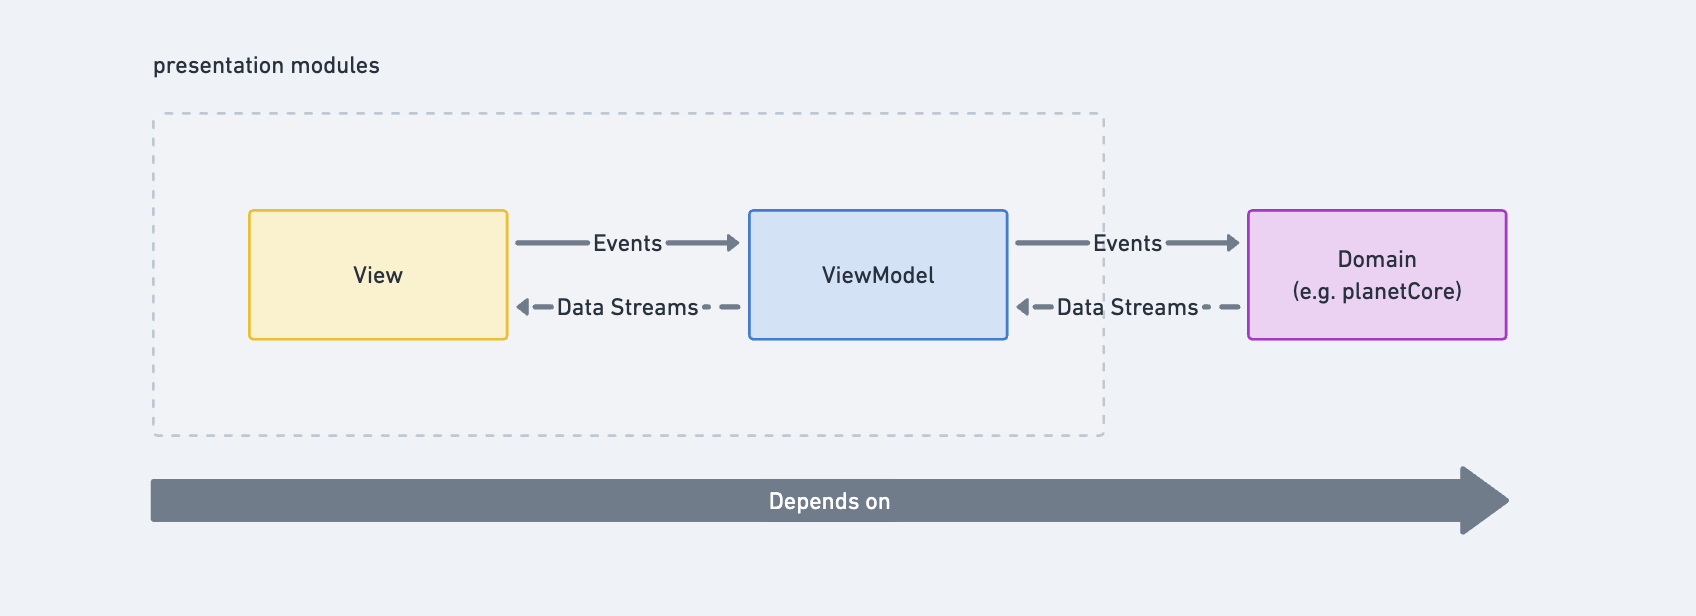 presentation modules
View
Events
Data Streams
ViewModel
Events
Data Streams
Domain
(e.g. planetCore)
Depends on